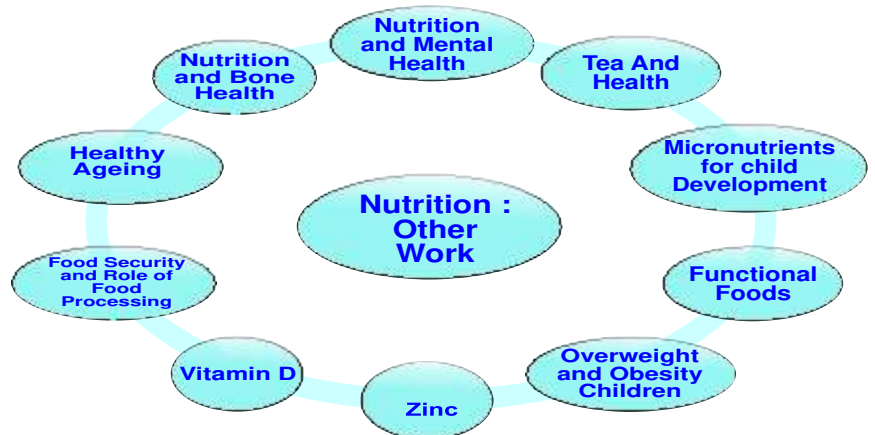 Nutrition
and Mental
Health
Tea And
Health
Micronutrients
for child
Development
Functional
Foods
Overweight
and Obesity
Children
Zinc
Vitamin D
Food Security
and Role of
Food
Processing
Healthy
Ageing
Nutrition
and Bone
Health
Nutrition :
Other
Work